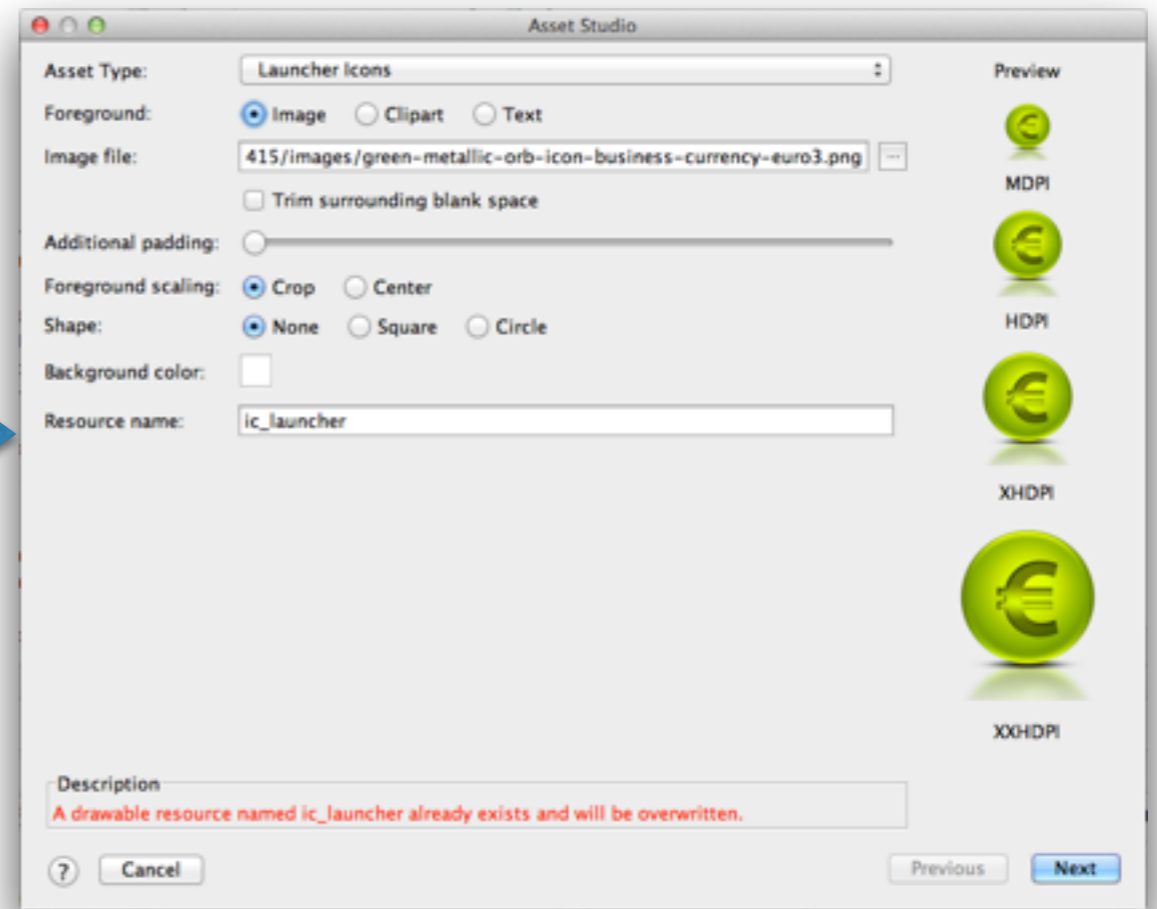 Asset Studio
Asset Type: Launcher Icons Preview
Foreground: Image Clipart Text
Image file: 415/images/green-metallic-orb-icon-business-currency-euro3.png ...
MDPI
Trim surrounding blank space
Additional padding:
Foreground scaling: Crop Center
HDPI
Shape: None Square Circle
Background color:
Resource name: ic_launcher
XHDPI
XXHDPI
Description
A drawable resource named ic_launcher already exists and will be overwritten.
? Cancel Previous Next